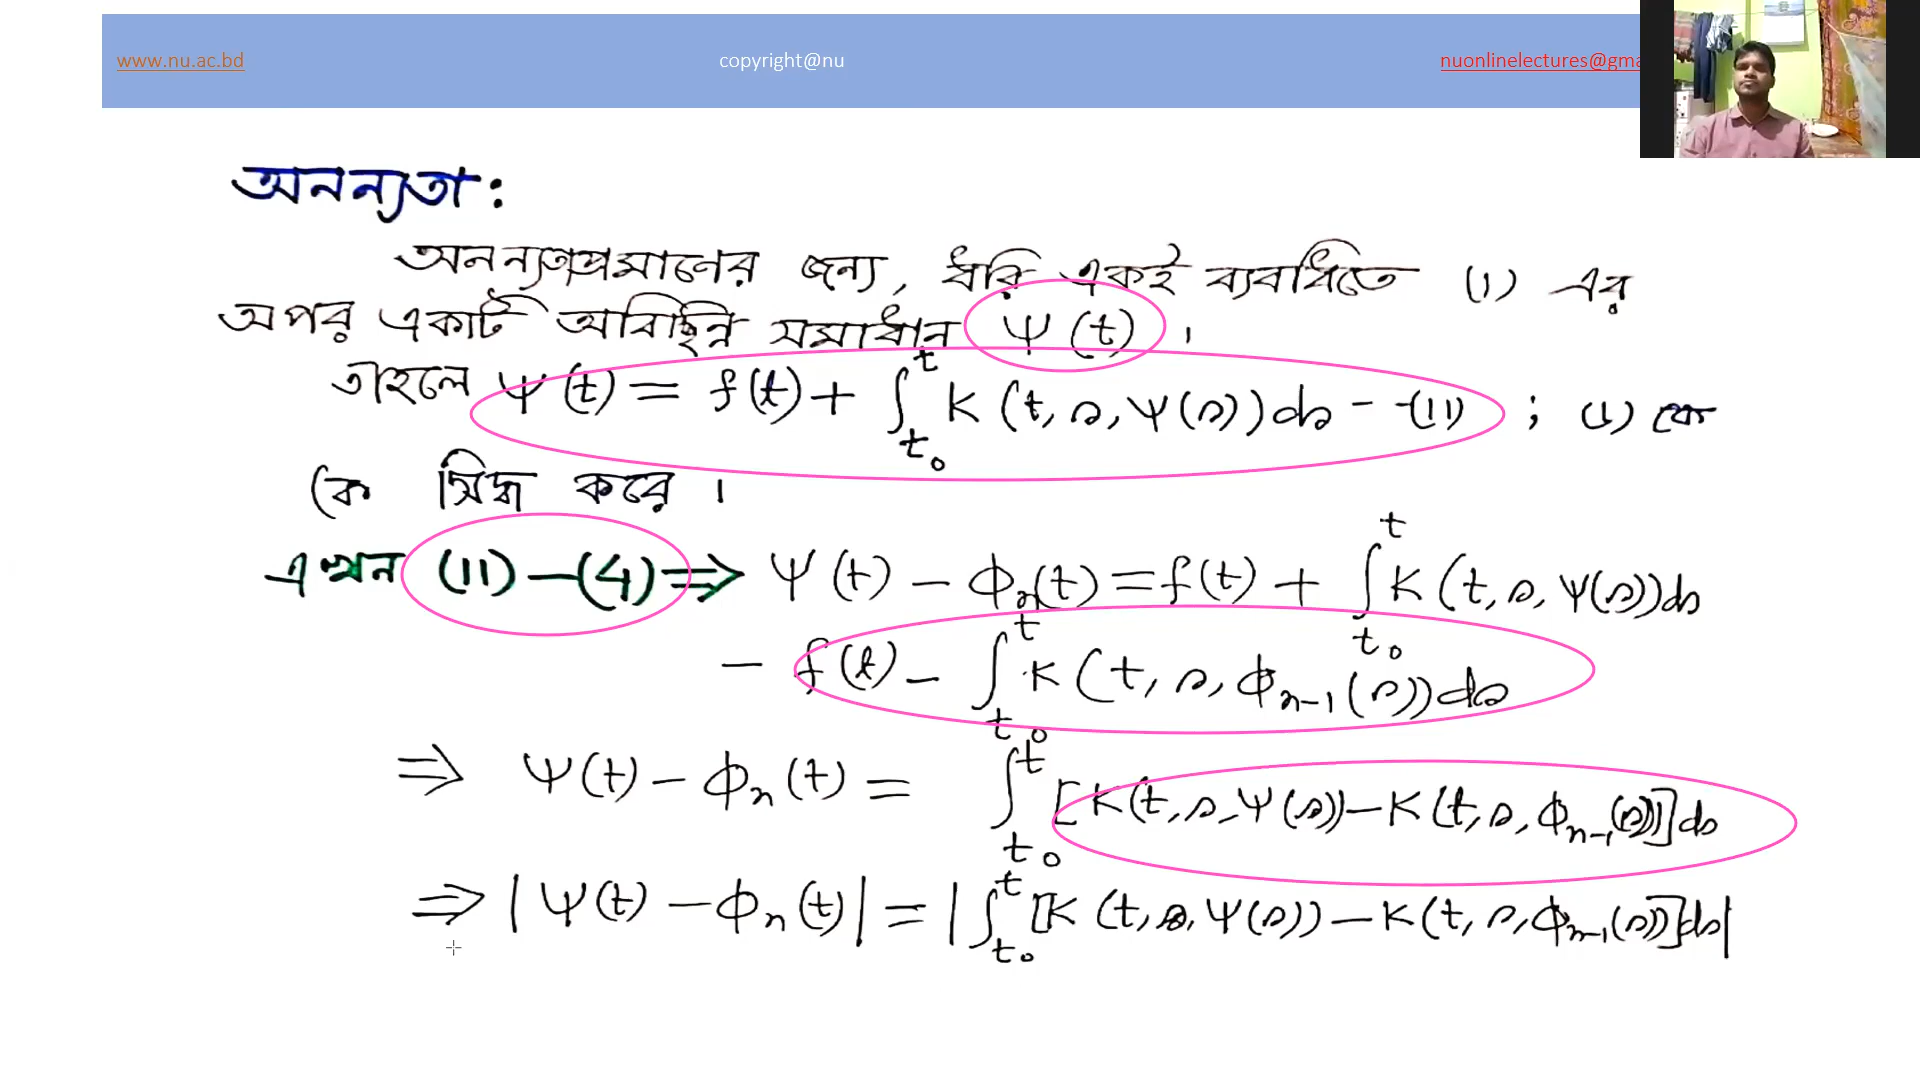 www.nu.ac.bd copyright@nu nuonlinelectures@gma
অনন্যতা:
অনন্যতাপ্রমাণের জন্য, ধরি একই ব্যবধিতে (1) এর
অপর একটি অবিচ্ছিন্ন সমাধান Ψ(t) ।
তাহলে Ψ(t) = f(t) + ∫_{t₀}^{t} K(t, s, Ψ(s))ds - -(11) ; (1) কে
কে সিদ্ধ করে ।
এখন (11) – (4) ⇒ Ψ(t) – Φₙ(t) = f(t) + ∫_{t₀}^{t} K(t, s, Ψ(s))ds
– f(t) – ∫_{t₀}^{t} K(t, s, Φₙ₋₁(s))ds
⇒ Ψ(t) – Φₙ(t) = ∫_{t₀}^{t} [K(t, s, Ψ(s)) – K(t, s, Φₙ₋₁(s))]ds
⇒ |Ψ(t) – Φₙ(t)| = |∫_{t₀}^{t} [K(t, s, Ψ(s)) – K(t, s, Φₙ₋₁(s))]ds|